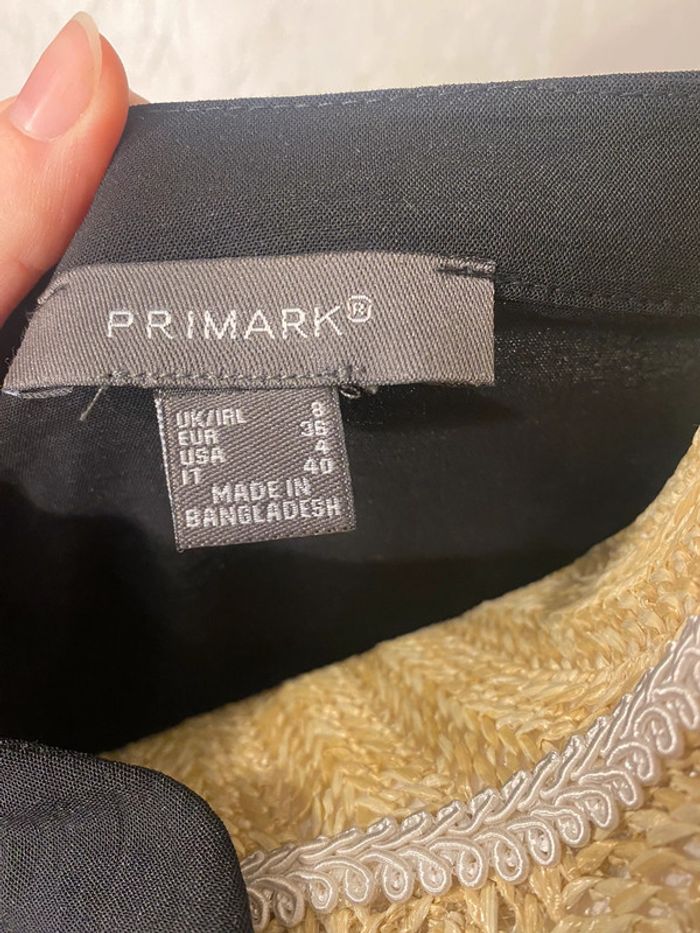 PRIMARK®
UK/IRL 8
EUR 36
USA 4
IT 40
MADE IN
BANGLADESH